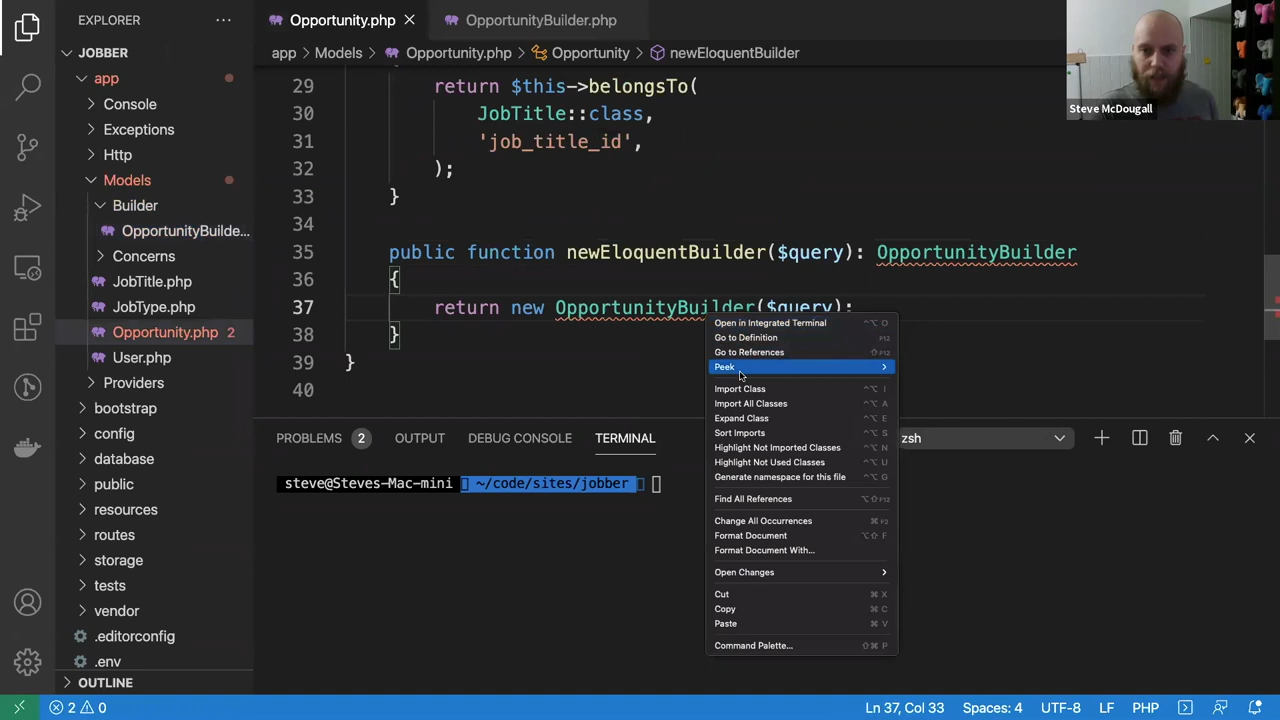 EXPLORER
Opportunity.php
OpportunityBuilder.php
JOBBER
app > Models > Opportunity.php > Opportunity > newEloquentBuilder
Steve McDougall
app
Console
Exceptions
Http
Models
Builder
OpportunityBuilde...
Concerns
JobTitle.php
JobType.php
Opportunity.php 2
User.php
Providers
bootstrap
config
database
public
resources
routes
storage
tests
vendor
.editorconfig
.env
OUTLINE
29 return $this->belongsTo(
30 JobTitle::class,
31 'job_title_id',
32 );
33 }
34
35 public function newEloquentBuilder($query): OpportunityBuilder
36 {
37 return new OpportunityBuilder($query);
38 }
39 }
40
Open in Integrated Terminal ^⌥ O
Go to Definition F12
Go to References ⇧F12
Peek >
Import Class ^⌥ I
Import All Classes ^⌥ A
Expand Class ^⌥ E
Sort Imports ^⌥ S
Highlight Not Imported Classes ^⌥ N
Highlight Not Used Classes ^⌥ U
Generate namespace for this file ^⌥ G
Find All References ⌥⇧F12
Change All Occurrences ⌘F2
Format Document ⌥⇧ F
Format Document With...
Open Changes >
Cut ⌘ X
Copy ⌘ C
Paste ⌘ V
Command Palette... ⇧⌘ P
PROBLEMS 2 OUTPUT DEBUG CONSOLE TERMINAL zsh
steve@Steves-Mac-mini ~/code/sites/jobber
2 0 Ln 37, Col 33 Spaces: 4 UTF-8 LF PHP